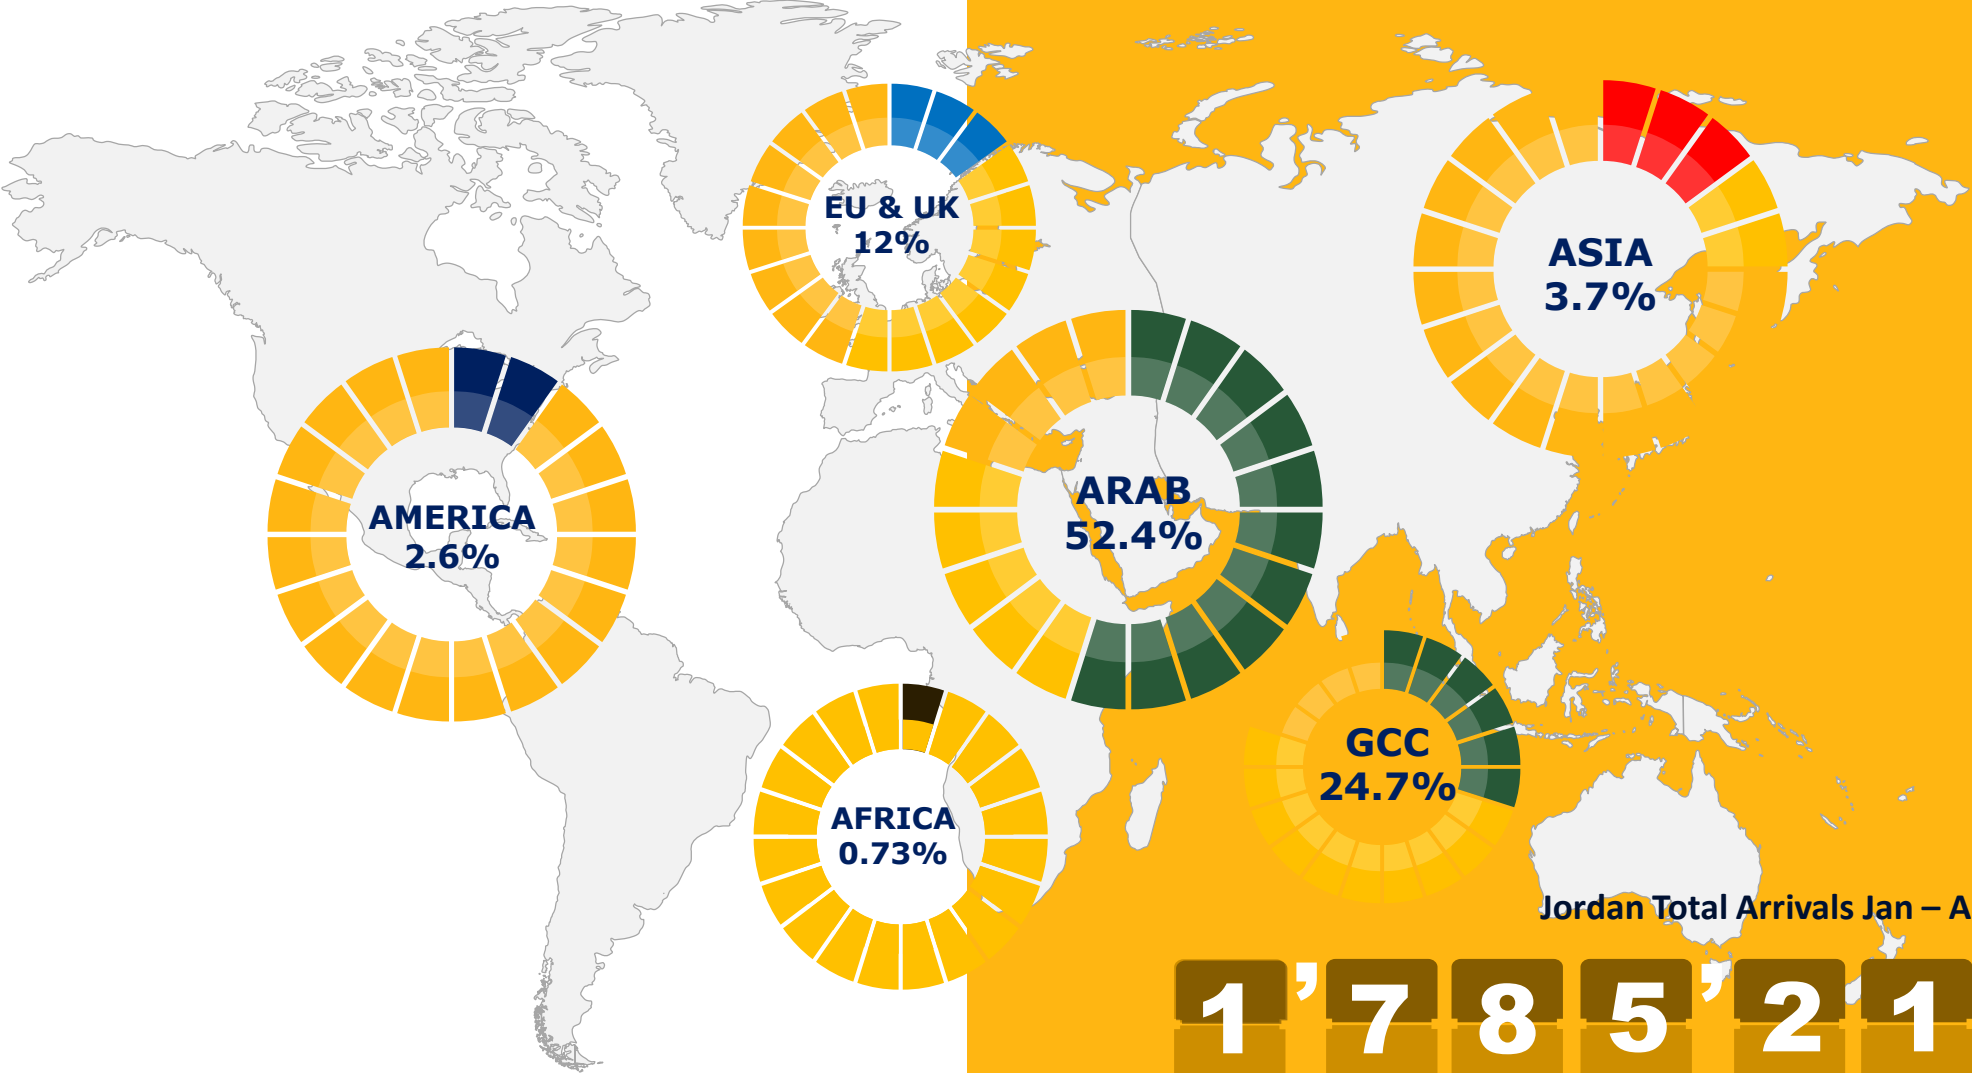 EU & UK
12%
ASIA
3.7%
ARAB
52.4%
AMERICA
2.6%
GCC
24.7%
AFRICA
0.73%
Jordan Total Arrivals Jan – A
1’785’21